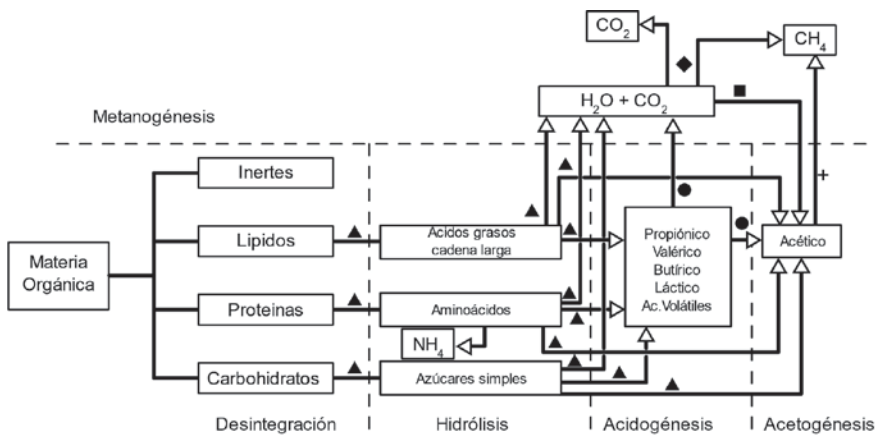 CO2
CH4
H2O + CO2
Metanogénesis
Inertes
Lipidos
Acidos grasos
cadena larga
Propiónico
Valérico
Butírico
Láctico
Ac.Volátiles
Acético
+
Materia
Orgánica
Proteinas
Aminoácidos
NH4
Carbohidratos
Azúcares simples
Desintegración
Hidrólisis
Acidogénesis
Acetogénesis